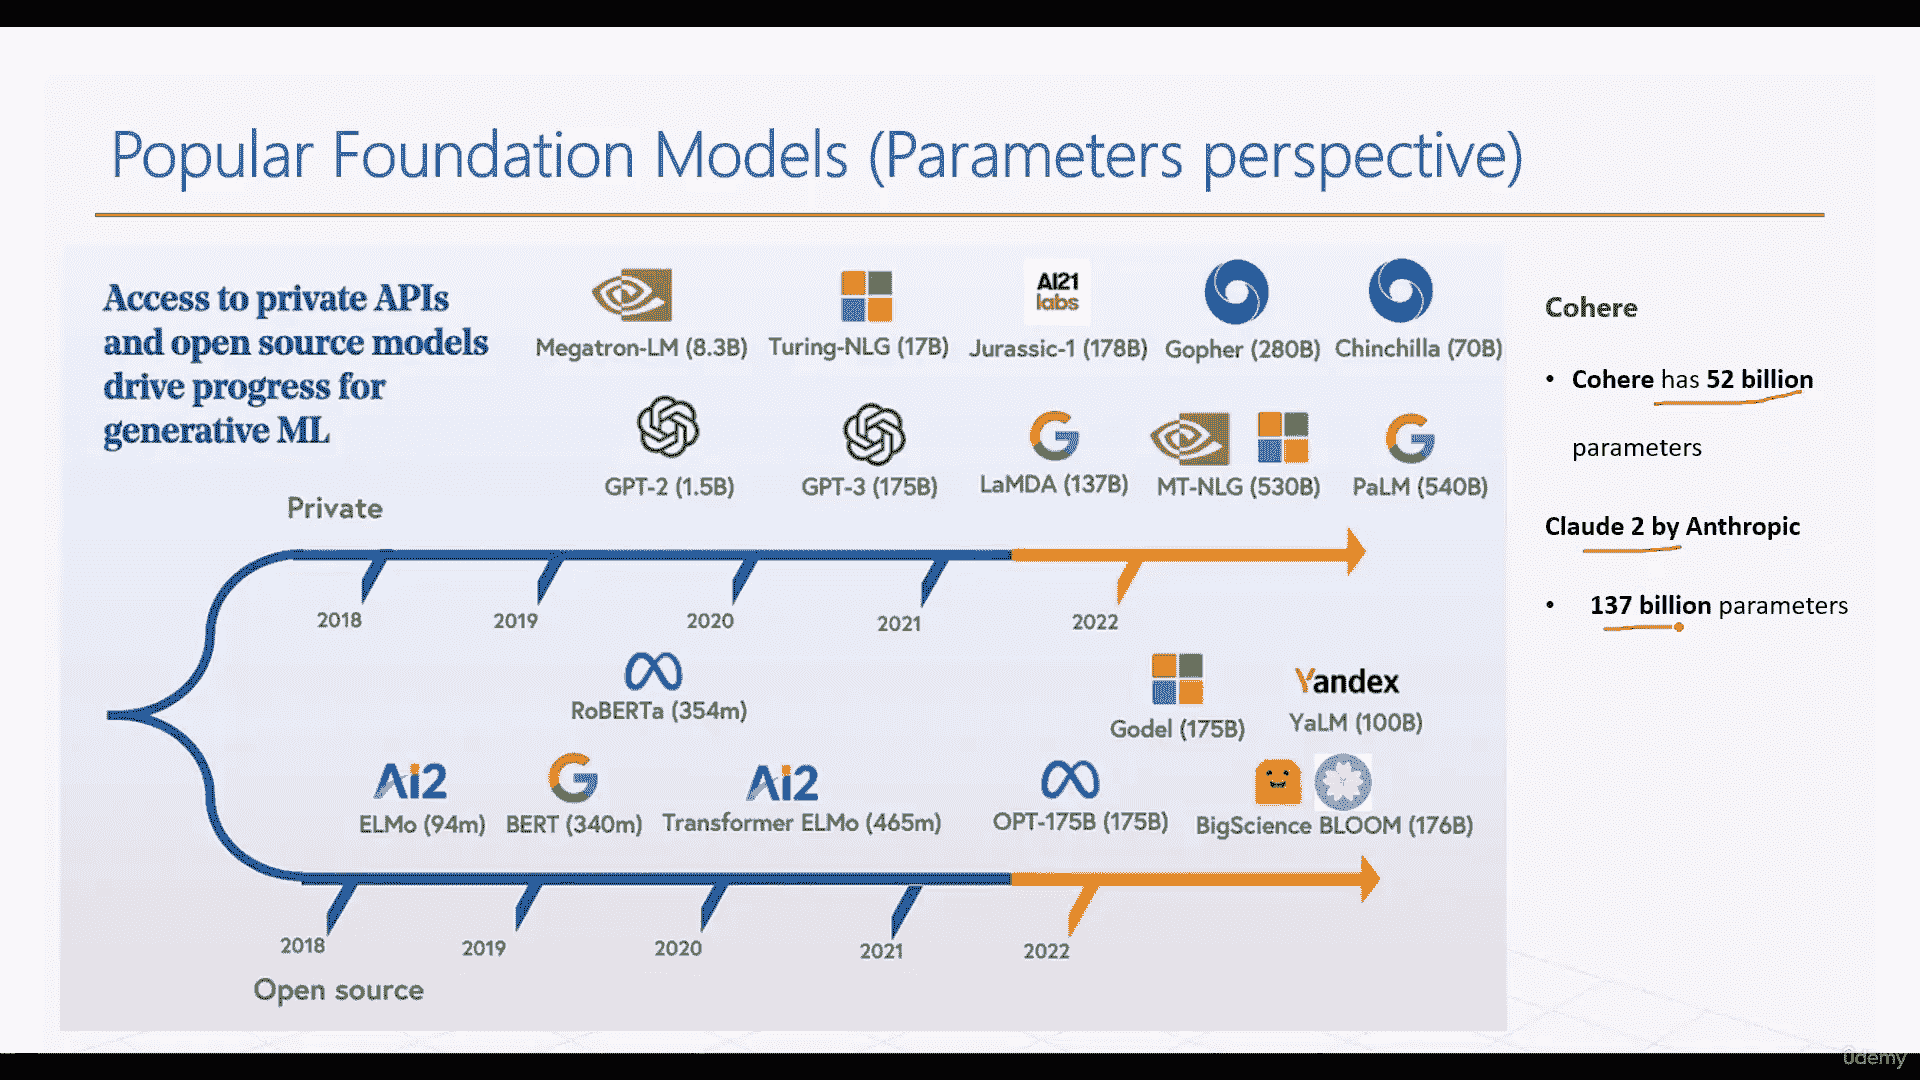 Popular Foundation Models (Parameters perspective)
Access to private APIs
and open source models
drive progress for
generative ML
AI21
labs
Megatron-LM (8.3B)
Turing-NLG (17B)
Jurassic-1 (178B)
Gopher (280B)
Chinchilla (70B)
GPT-2 (1.5B)
GPT-3 (175B)
LaMDA (137B)
MT-NLG (530B)
PaLM (540B)
Private
2018
2019
2020
2021
2022
RoBERTa (354m)
Godel (175B)
Yandex
YaLM (100B)
Ai2
ELMo (94m)
BERT (340m)
Ai2
Transformer ELMo (465m)
OPT-175B (175B)
BigScience BLOOM (176B)
2018
2019
2020
2021
2022
Open source
Cohere
• Cohere has 52 billion
parameters
Claude 2 by Anthropic
• 137 billion parameters
ûdemy